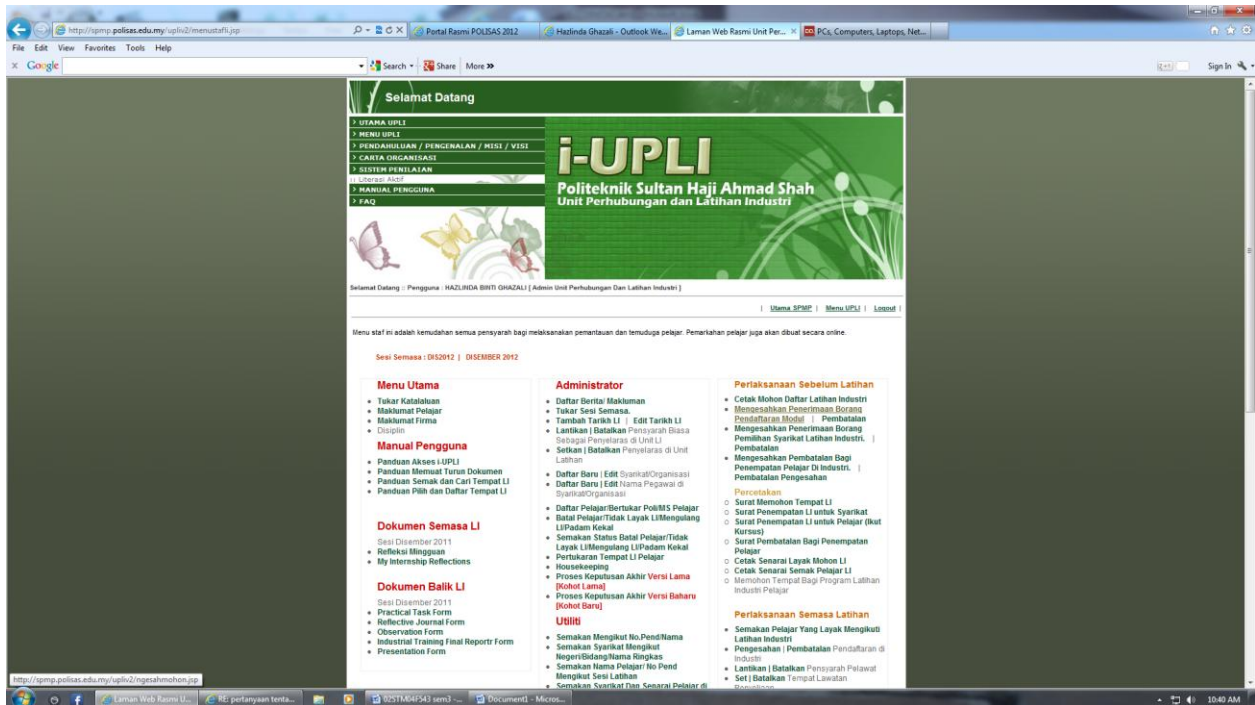 http://spmp.polisas.edu.my/upliv2/menustafli.jsp
Portal Rasmi POLISAS 2012
Hazlinda Ghazali - Outlook We...
Laman Web Rasmi Unit Per...
PCs, Computers, Laptops, Net...
File Edit View Favorites Tools Help
Google
Search
Share
More >>
Sign In
Selamat Datang
> UTAMA UPLI
> MENU UPLI
> PENDAHULUAN / PENGENALAN / MISI / VISI
> CARTA ORGANISASI
> SISTEM PENILAIAN
:: Literasi Aktif
> MANUAL PENGGUNA
> FAQ
i-UPLI
Politeknik Sultan Haji Ahmad Shah
Unit Perhubungan dan Latihan Industri
Selamat Datang :: Pengguna : HAZLINDA BINTI GHAZALI [ Admin Unit Perhubungan Dan Latihan Industri ]
| Utama SPMP | Menu UPLI | Logout |
Menu staf ini adalah kemudahan semua pensyarah bagi melaksanakan pemantauan dan temuduga pelajar. Pemarkahan pelajar juga akan dibuat secara online.
Sesi Semasa : DIS2012 | DISEMBER 2012
Menu Utama
Tukar Katalaluan
Maklumat Pelajar
Maklumat Firma
Disiplin
Manual Pengguna
Panduan Akses i-UPLI
Panduan Memuat Turun Dokumen
Panduan Semak dan Cari Tempat LI
Panduan Pilih dan Daftar Tempat LI
Dokumen Semasa LI
Sesi Disember 2011
Refleksi Mingguan
My Internship Reflections
Dokumen Balik LI
Sesi Disember 2011
Practical Task Form
Reflective Journal Form
Observation Form
Industrial Training Final Reportr Form
Presentation Form
Administrator
Daftar Berita/ Makluman
Tukar Sesi Semasa.
Tambah Tarikh LI | Edit Tarikh LI
Lantikan | Batalkan Pensyarah Biasa
Sebagai Penyelaras di Unit LI
Setkan | Batalkan Penyelaras di Unit
Latihan
Daftar Baru | Edit Syarikat/Organisasi
Daftar Baru | Edit Nama Pegawai di
Syarikat/Organisasi
Daftar Pelajar/Bertukar Poli/MS Pelajar
Batal Pelajar/Tidak Layak LI/Mengulang
LI/Padam Kekal
Semakan Status Batal Pelajar/Tidak
Layak LI/Mengulang LI/Padam Kekal
Pertukaran Tempat LI Pelajar
Housekeeping
Proses Keputusan Akhir Versi Lama
[Kohot Lama]
Proses Keputusan Akhir Versi Baharu
[Kohot Baru]
Utiliti
Semakan Mengikut No.Pend/Nama
Semakan Syarikat Mengikut
Negeri/Bidang/Nama Ringkas
Semakan Nama Pelajar/ No Pend
Mengikut Sesi Latihan
Semakan Syarikat Dan Senarai Pelajar di
Perlaksanaan Sebelum Latihan
Cetak Mohon Daftar Latihan Industri
Mengesahkan Penerimaan Borang
Pendaftaran Modul | Pembatalan
Mengesahkan Penerimaan Borang
Pemilihan Syarikat Latihan Industri. |
Pembatalan
Mengesahkan Pembatalan Bagi
Penempatan Pelajar Di Industri. |
Pembatalan Pengesahan
Percetakan
Surat Memohon Tempat LI
Surat Penempatan LI untuk Syarikat
Surat Penempatan LI untuk Pelajar (Ikut
Kursus)
Surat Pembatalan Bagi Penempatan
Pelajar
Cetak Senarai Layak Mohon LI
Cetak Senarai Semak Pelajar LI
Memohon Tempat Bagi Program Latihan
Industri Pelajar
Perlaksanaan Semasa Latihan
Semakan Pelajar Yang Layak Mengikuti
Latihan Industri
Pengesahan | Pembatalan Pendaftaran di
Industri
Lantikan | Batalkan Pensyarah Pelawat
Set | Batalkan Tempat Lawatan
http://spmp.polisas.edu.my/upliv2/ngesahmohon.jsp
Laman Web Rasmi U...
RE: pertanyaan tenta...
02STM04F543 sem3 -...
Document1 - Micros...
10:40 AM